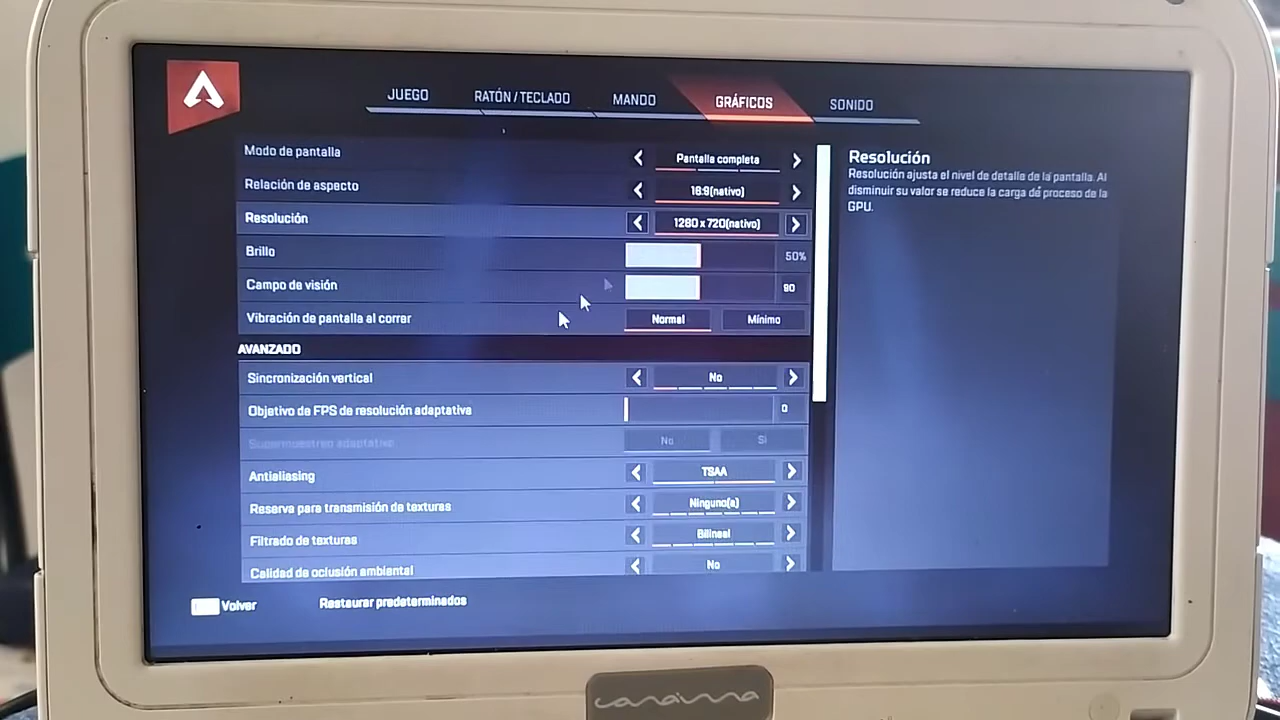 JUEGO RATÓN / TECLADO MANDO GRÁFICOS SONIDO
Modo de pantalla Pantalla completa
Relación de aspecto 16:9(nativo)
Resolución 1280 x 720(nativo)
Brillo 50%
Campo de visión 90
Vibración de pantalla al correr Normal Mínimo
AVANZADO
Sincronización vertical No
Objetivo de FPS de resolución adaptativa 0
Supermuestreo adaptativo No Sí
Antialiasing TSAA
Reserva para transmisión de texturas Ninguno(a)
Filtrado de texturas Bilineal
Calidad de oclusión ambiental No
Resolución
Resolución ajusta el nivel de detalle de la pantalla. Al
disminuir su valor se reduce la carga de proceso de la
GPU.
Volver Restaurar predeterminados
canaima